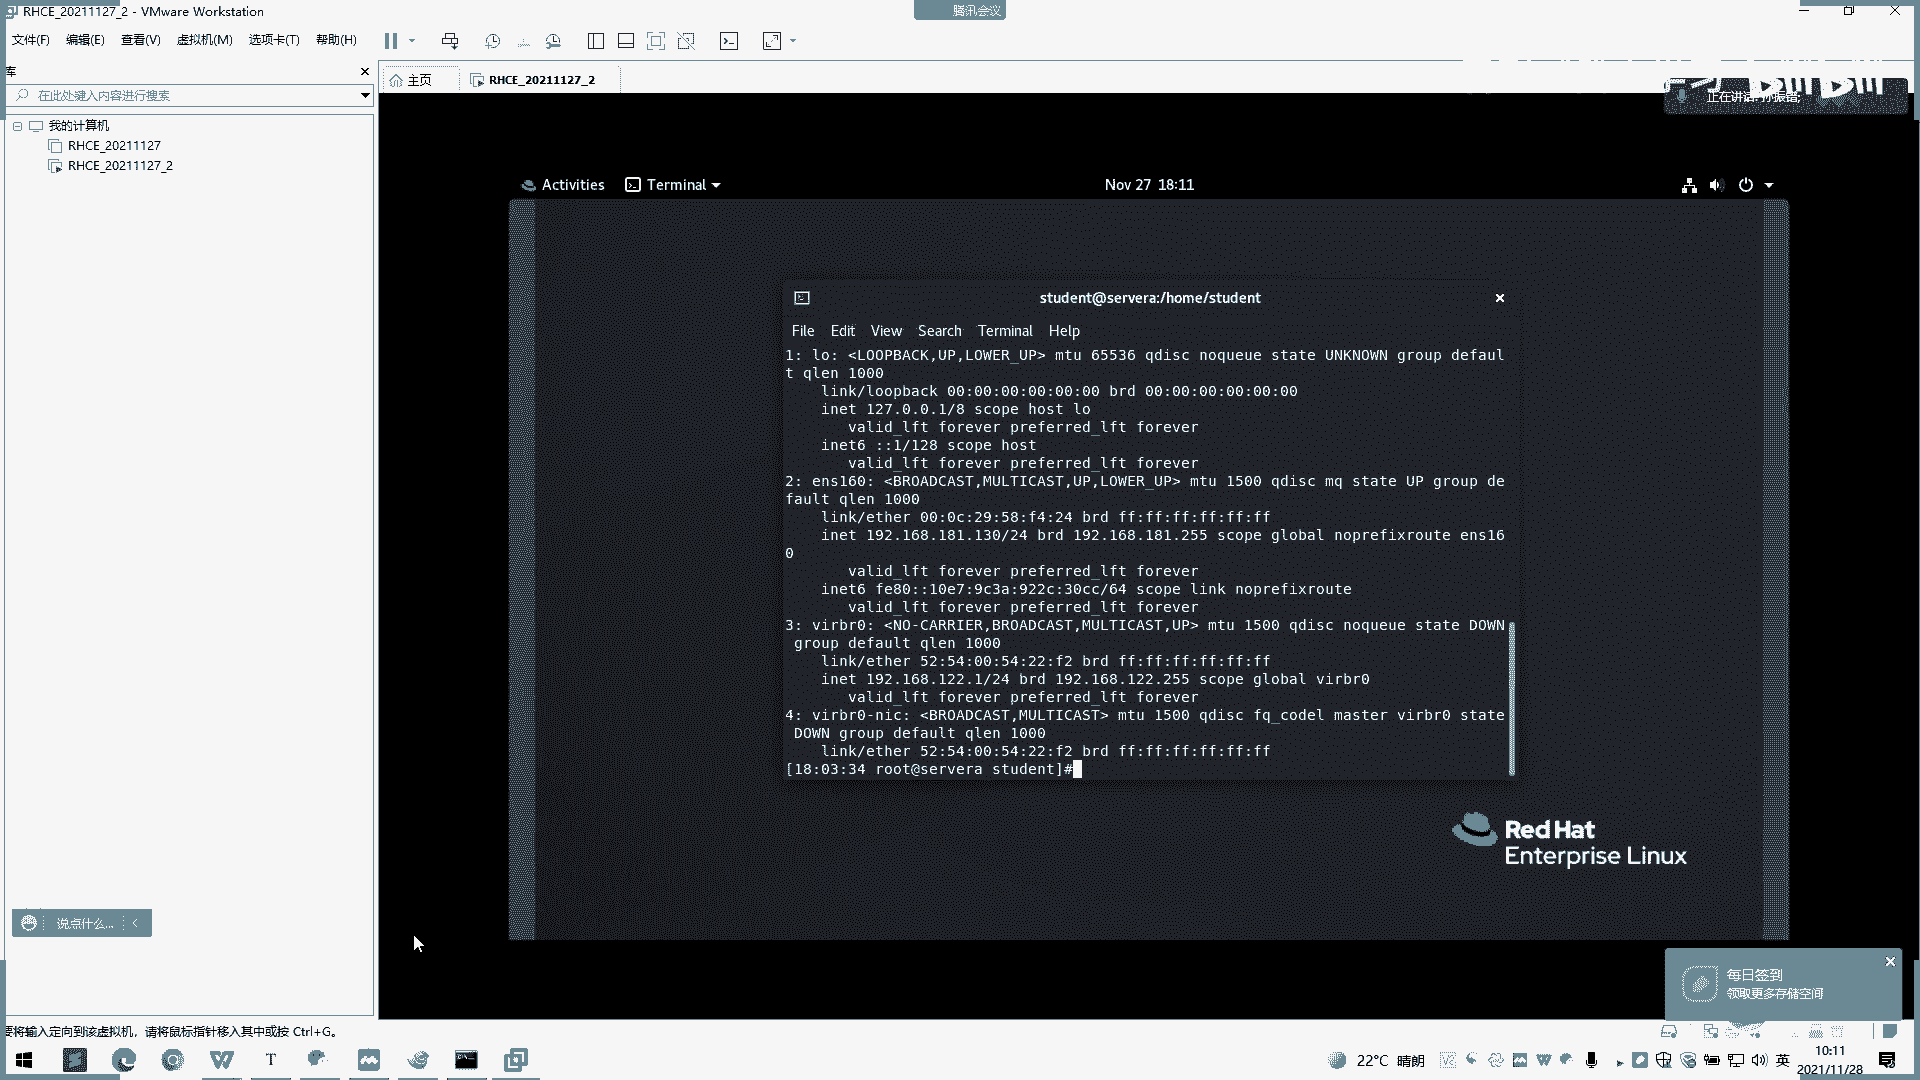 RHCE_20211127_2 - VMware Workstation
腾讯会议
文件(F) 编辑(E) 查看(V) 虚拟机(M) 选项卡(T) 帮助(H)
库
主页
RHCE_20211127_2
在此处键入内容进行搜索
正在讲话:
我的计算机
RHCE_20211127
RHCE_20211127_2
Activities Terminal Nov 27 18:11
student@servera:/home/student
File Edit View Search Terminal Help
1: lo: <LOOPBACK,UP,LOWER_UP> mtu 65536 qdisc noqueue state UNKNOWN group defaul
t qlen 1000
link/loopback 00:00:00:00:00:00 brd 00:00:00:00:00:00
inet 127.0.0.1/8 scope host lo
valid_lft forever preferred_lft forever
inet6 ::1/128 scope host
valid_lft forever preferred_lft forever
2: ens160: <BROADCAST,MULTICAST,UP,LOWER_UP> mtu 1500 qdisc mq state UP group de
fault qlen 1000
link/ether 00:0c:29:58:f4:24 brd ff:ff:ff:ff:ff:ff
inet 192.168.181.130/24 brd 192.168.181.255 scope global noprefixroute ens16
0
valid_lft forever preferred_lft forever
inet6 fe80::10e7:9c3a:922c:30cc/64 scope link noprefixroute
valid_lft forever preferred_lft forever
3: virbr0: <NO-CARRIER,BROADCAST,MULTICAST,UP> mtu 1500 qdisc noqueue state DOWN
group default qlen 1000
link/ether 52:54:00:54:22:f2 brd ff:ff:ff:ff:ff:ff
inet 192.168.122.1/24 brd 192.168.122.255 scope global virbr0
valid_lft forever preferred_lft forever
4: virbr0-nic: <BROADCAST,MULTICAST> mtu 1500 qdisc fq_codel master virbr0 state
DOWN group default qlen 1000
link/ether 52:54:00:54:22:f2 brd ff:ff:ff:ff:ff:ff
[18:03:34 root@servera student]#
Red Hat
Enterprise Linux
说点什么...
每日签到
领取更多存储空间
要将输入定向到该虚拟机，请将鼠标指针移入其中或按 Ctrl+G。
22°C 晴朗
英
10:11
2021/11/28